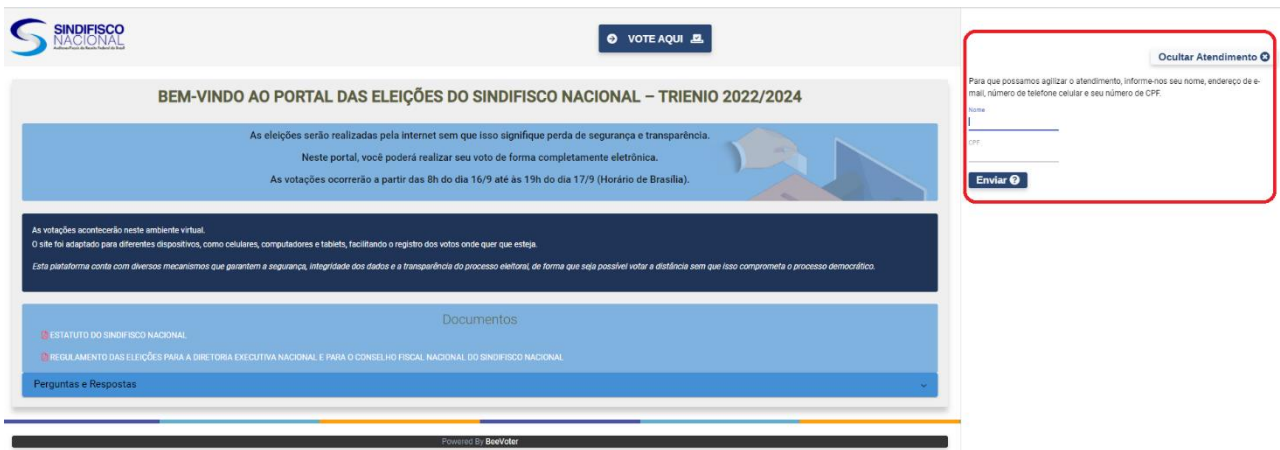 SINDIFISCO
NACIONAL
Auditores-Fiscais da Receita Federal do Brasil
VOTE AQUI
BEM-VINDO AO PORTAL DAS ELEIÇÕES DO SINDIFISCO NACIONAL – TRIENIO 2022/2024
As eleições serão realizadas pela internet sem que isso signifique perda de segurança e transparência.
Neste portal, você poderá realizar seu voto de forma completamente eletrônica.
As votações ocorrerão a partir das 8h do dia 16/9 até às 19h do dia 17/9 (Horário de Brasília).
As votações acontecerão neste ambiente virtual.
O site foi adaptado para diferentes dispositivos, como celulares, computadores e tablets, facilitando o registro dos votos onde quer que esteja.
Esta plataforma conta com diversos mecanismos que garantem a segurança, integridade dos dados e a transparência do processo eleitoral, de forma que seja possível votar a distância sem que isso comprometa o processo democrático.
Documentos
ESTATUTO DO SINDIFISCO NACIONAL
REGULAMENTO DAS ELEIÇÕES PARA A DIRETORIA EXECUTIVA NACIONAL E PARA O CONSELHO FISCAL NACIONAL DO SINDIFISCO NACIONAL
Perguntas e Respostas
Powered By BeeVoter
Ocultar Atendimento
Para que possamos agilizar o atendimento, informe-nos seu nome, endereço de e-
mail, número de telefone celular e seu número de CPF.
Nome
CPF
Enviar